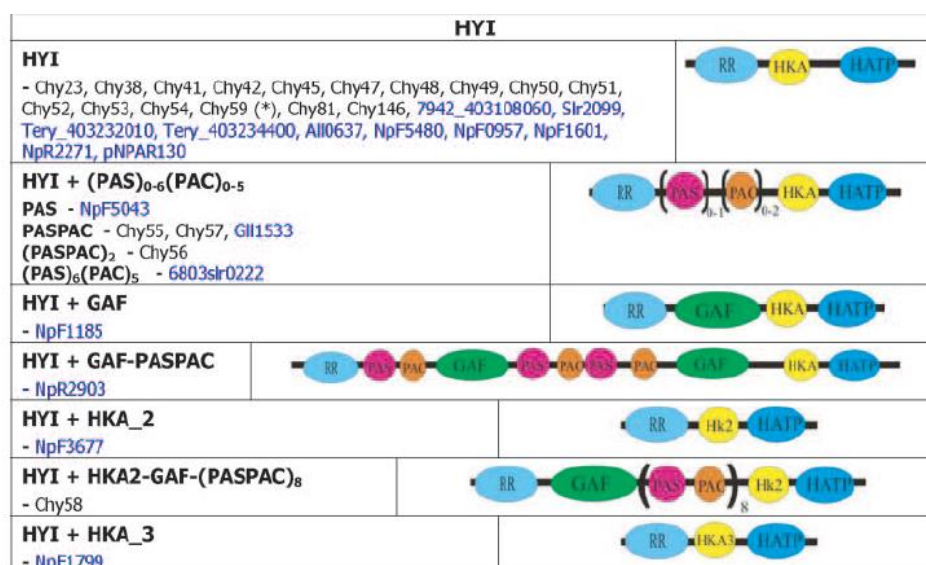 HYI
HYI
- Chy23, Chy38, Chy41, Chy42, Chy45, Chy47, Chy48, Chy49, Chy50, Chy51,
Chy52, Chy53, Chy54, Chy59 (*), Chy81, Chy146, 7942_403108060, Slr2099,
Tery_403232010, Tery_403234400, All0637, NpF5480, NpF0957, NpF1601,
NpR2271, pNPAR130
RR HKA HATP
HYI + (PAS)0-6(PAC)0-5
PAS - NpF5043
PASPAC - Chy55, Chy57, Gll1533
(PASPAC)2 - Chy56
(PAS)6(PAC)5 - 6803slr0222
RR (PAS)0-1 (PAC)0-2 HKA HATP
HYI + GAF
- NpF1185
RR GAF HKA HATP
HYI + GAF-PASPAC
- NpR2903
RR PAS PAC GAF PAS PAC PAS PAC GAF HKA HATP
HYI + HKA_2
- NpF3677
RR Hk2 HATP
HYI + HKA2-GAF-(PASPAC)8
- Chy58
RR GAF (PAS PAC)8 Hk2 HATP
HYI + HKA_3
- NpF1799
RR HKA3 HATP